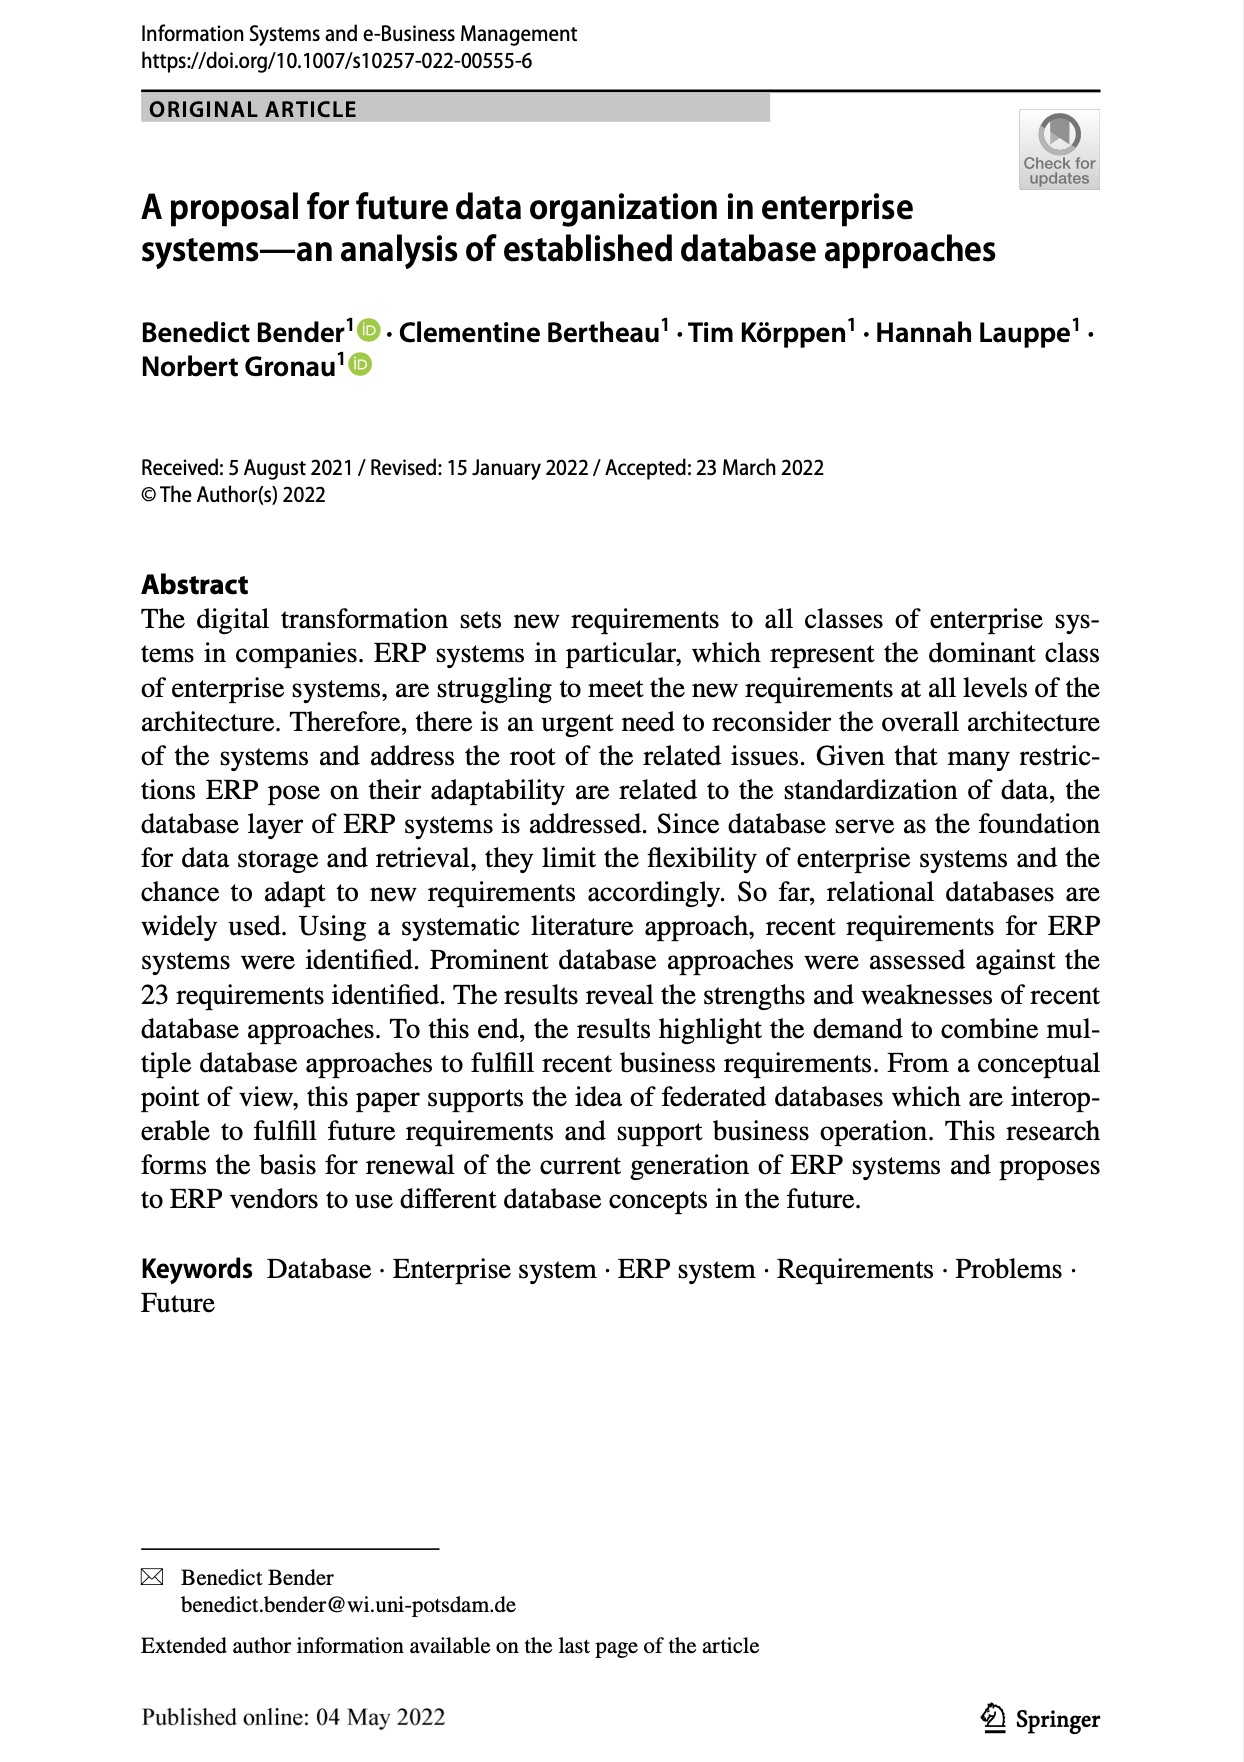 Information Systems and e-Business Management
https://doi.org/10.1007/s10257-022-00555-6
ORIGINAL ARTICLE
Check for
updates
A proposal for future data organization in enterprise
systems—an analysis of established database approaches
Benedict Bender1 iD · Clementine Bertheau1 · Tim Körppen1 · Hannah Lauppe1 ·
Norbert Gronau1 iD
Received: 5 August 2021 / Revised: 15 January 2022 / Accepted: 23 March 2022
© The Author(s) 2022
Abstract
The digital transformation sets new requirements to all classes of enterprise sys-
tems in companies. ERP systems in particular, which represent the dominant class
of enterprise systems, are struggling to meet the new requirements at all levels of the
architecture. Therefore, there is an urgent need to reconsider the overall architecture
of the systems and address the root of the related issues. Given that many restric-
tions ERP pose on their adaptability are related to the standardization of data, the
database layer of ERP systems is addressed. Since database serve as the foundation
for data storage and retrieval, they limit the flexibility of enterprise systems and the
chance to adapt to new requirements accordingly. So far, relational databases are
widely used. Using a systematic literature approach, recent requirements for ERP
systems were identified. Prominent database approaches were assessed against the
23 requirements identified. The results reveal the strengths and weaknesses of recent
database approaches. To this end, the results highlight the demand to combine mul-
tiple database approaches to fulfill recent business requirements. From a conceptual
point of view, this paper supports the idea of federated databases which are interop-
erable to fulfill future requirements and support business operation. This research
forms the basis for renewal of the current generation of ERP systems and proposes
to ERP vendors to use different database concepts in the future.
Keywords Database · Enterprise system · ERP system · Requirements · Problems ·
Future
Benedict Bender
benedict.bender@wi.uni-potsdam.de
Extended author information available on the last page of the article
Published online: 04 May 2022
Springer